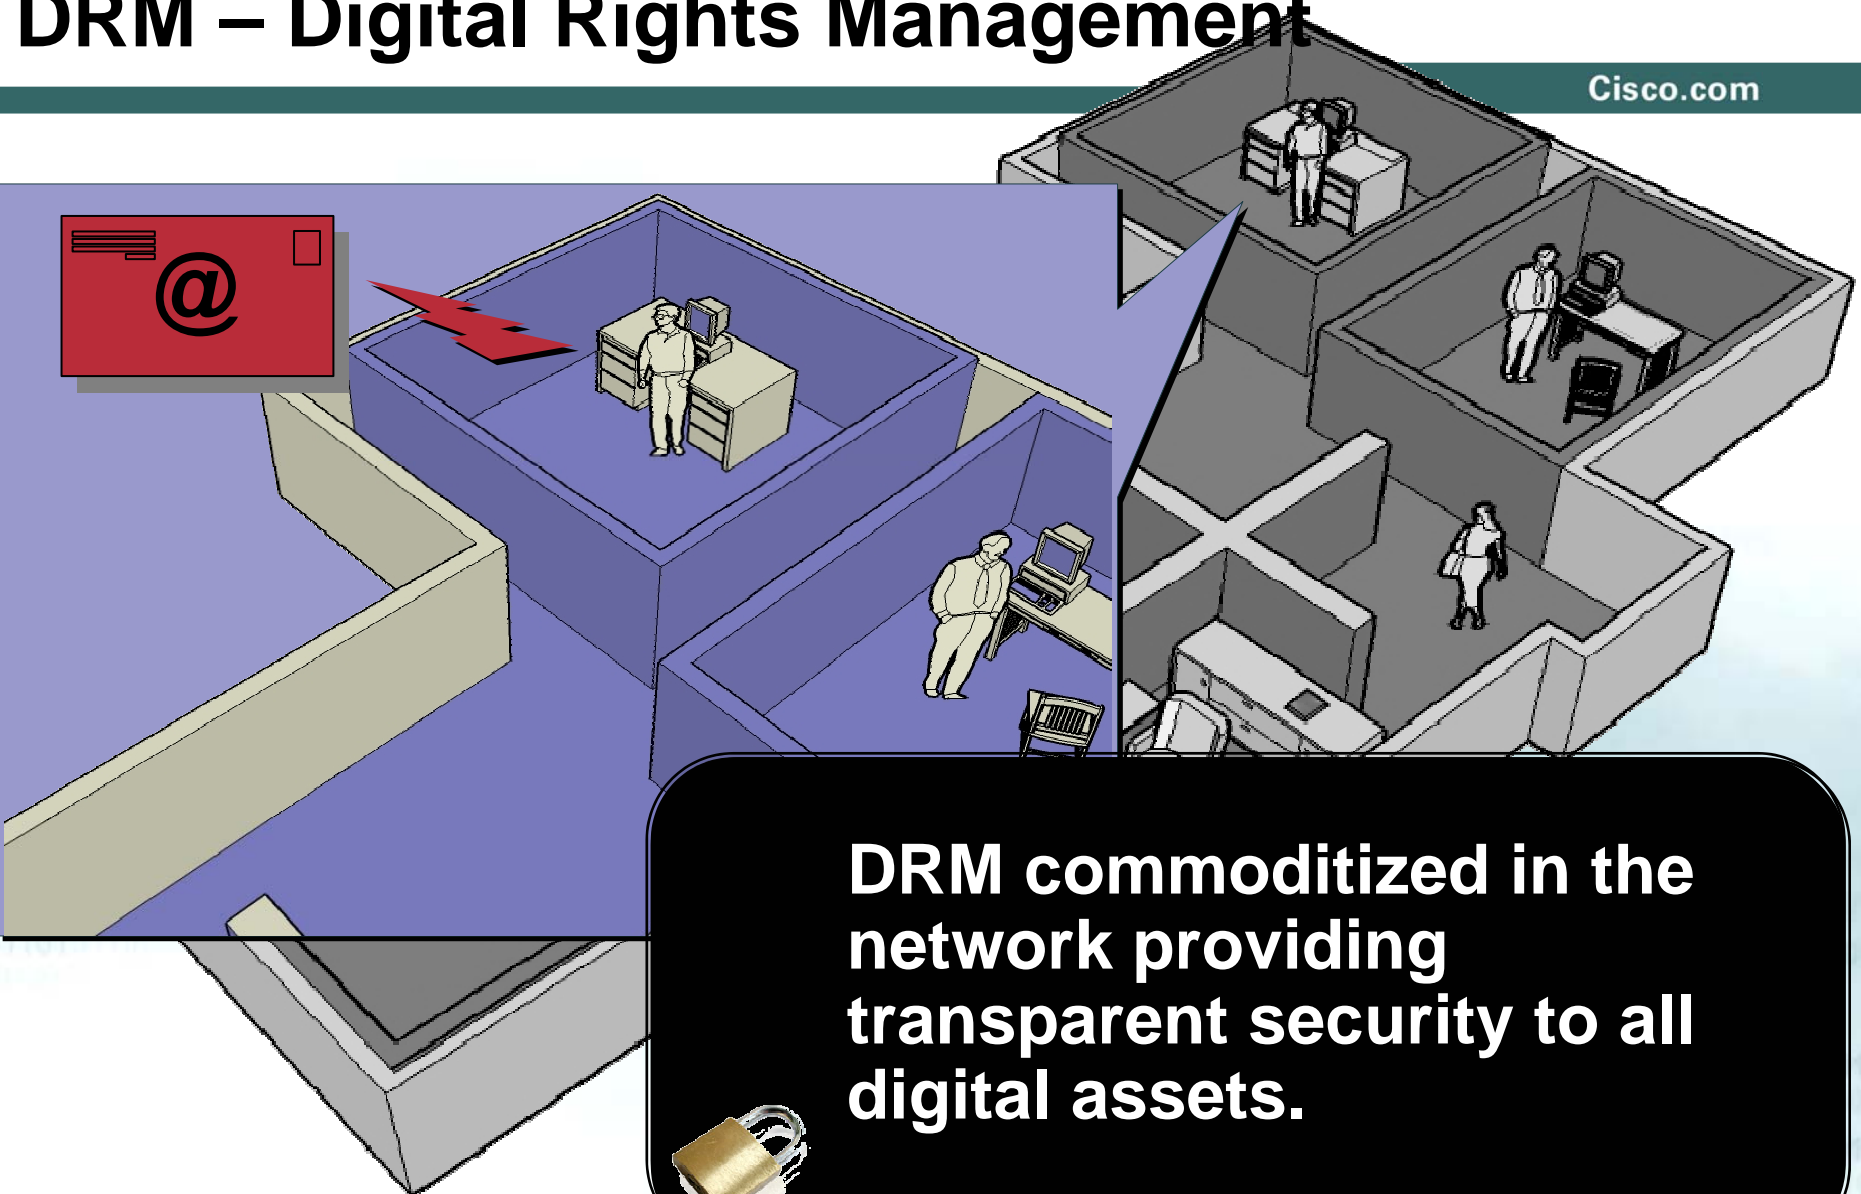 DRM – Digital Rights Management
Cisco.com
@
DRM commoditized in the
network providing
transparent security to all
digital assets.